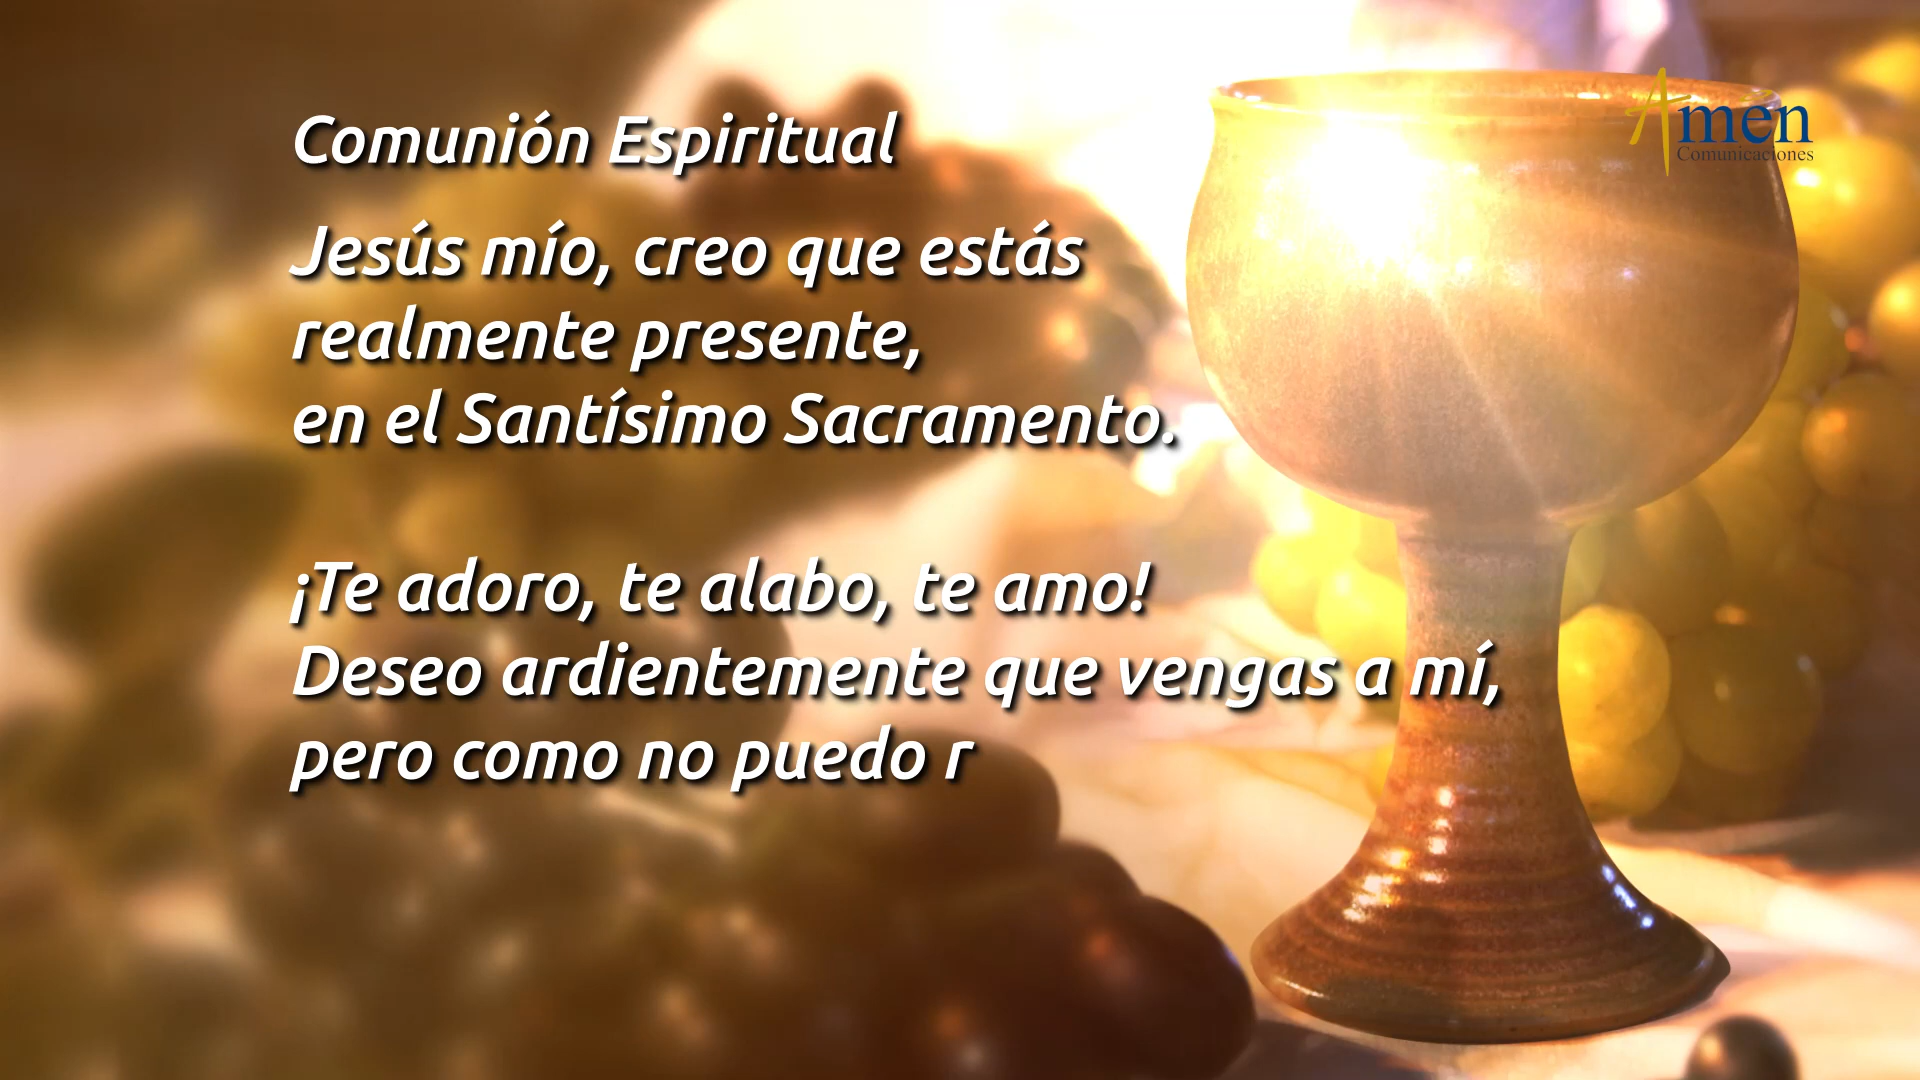 Comunión Espiritual
Jesús mío, creo que estás
realmente presente,
en el Santísimo Sacramento.
¡Te adoro, te alabo, te amo!
Deseo ardientemente que vengas a mí,
pero como no puedo r
Amen
Comunicaciones